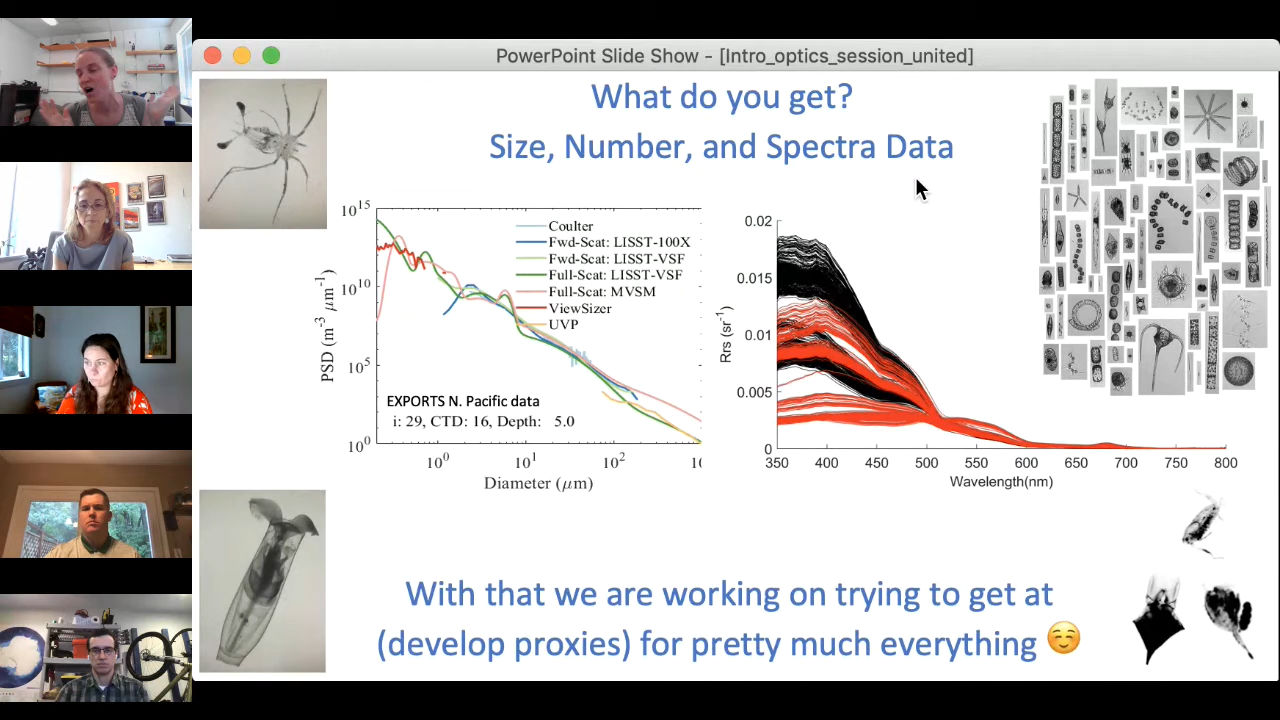 PowerPoint Slide Show - [Intro_optics_session_united]
What do you get?
Size, Number, and Spectra Data
10^15
10^10
10^5
10^0
PSD (m^-3 μm^-1)
Coulter
Fwd-Scat: LISST-100X
Fwd-Scat: LISST-VSF
Full-Scat: LISST-VSF
Full-Scat: MVSM
ViewSizer
UVP
EXPORTS N. Pacific data
i: 29, CTD: 16, Depth: 5.0
10^0 10^1 10^2
Diameter (μm)
0.02
0.015
0.01
0.005
0
Rrs (sr^-1)
350 400 450 500 550 600 650 700 750 800
Wavelength(nm)
With that we are working on trying to get at
(develop proxies) for pretty much everything ☺️